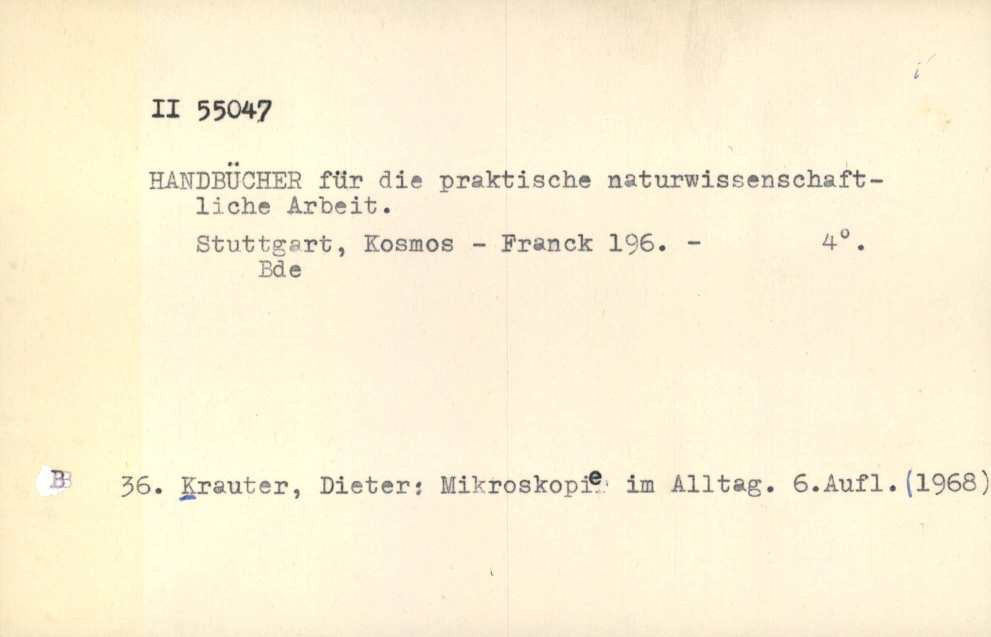 II 55047
HANDBÜCHER für die praktische naturwissenschaft-
liche Arbeit.
Stuttgart, Kosmos - Franck 196. - 4°.
Bde
B 36. Krauter, Dieter: Mikroskopie im Alltag. 6.Aufl.(1968)